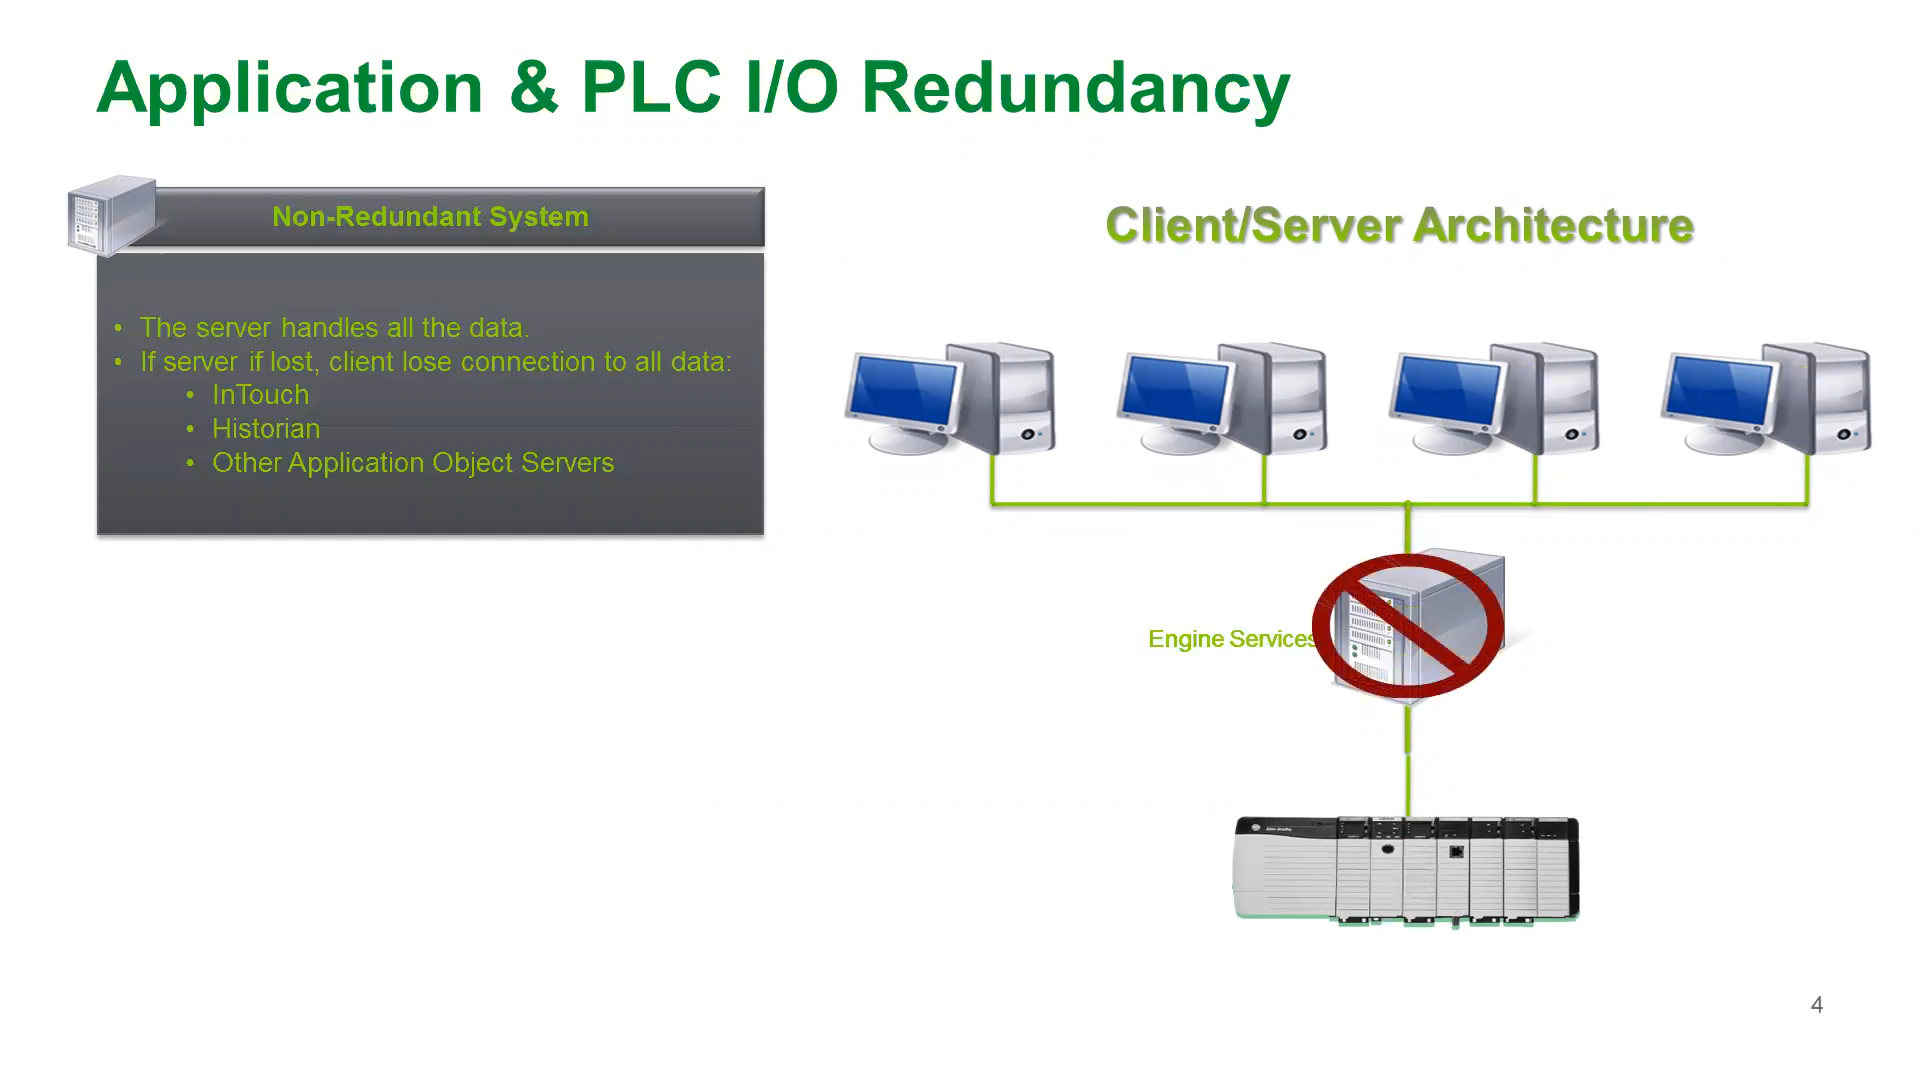 Application & PLC I/O Redundancy
Non-Redundant System
Client/Server Architecture
• The server handles all the data.
• If server if lost, client lose connection to all data:
• InTouch
• Historian
• Other Application Object Servers
Engine Services
4